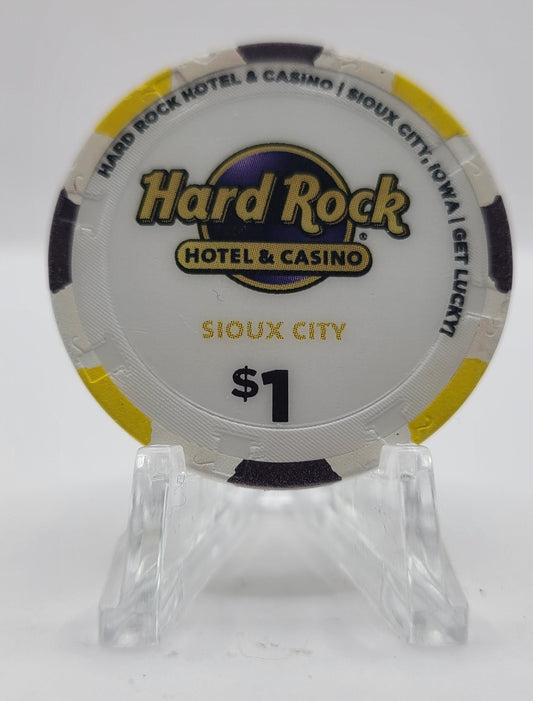 HARD ROCK HOTEL & CASINO | SIOUX CITY, IOWA | GET LUCKY!
Hard Rock
®
HOTEL & CASINO
SIOUX CITY
$1